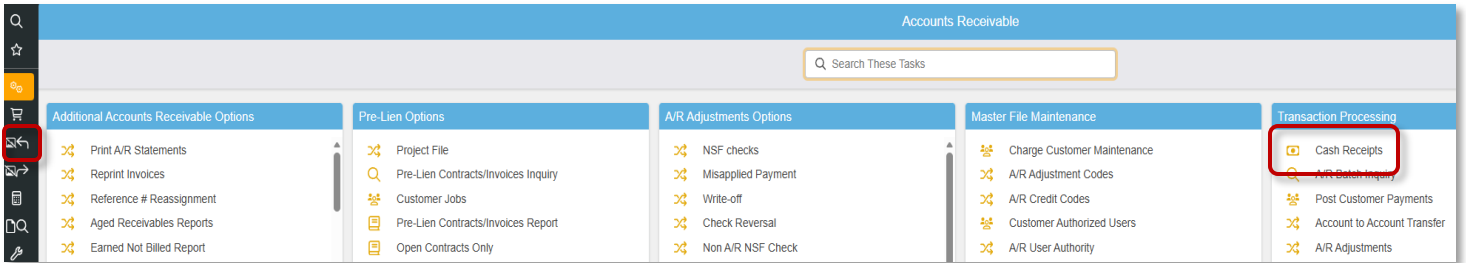 Accounts Receivable
Search These Tasks
Additional Accounts Receivable Options
Print A/R Statements
Reprint Invoices
Reference # Reassignment
Aged Receivables Reports
Earned Not Billed Report
Pre-Lien Options
Project File
Pre-Lien Contracts/Invoices Inquiry
Customer Jobs
Pre-Lien Contracts/Invoices Report
Open Contracts Only
A/R Adjustments Options
NSF checks
Misapplied Payment
Write-off
Check Reversal
Non A/R NSF Check
Master File Maintenance
Charge Customer Maintenance
A/R Adjustment Codes
A/R Credit Codes
Customer Authorized Users
A/R User Authority
Transaction Processing
Cash Receipts
A/R Batch Inquiry
Post Customer Payments
Account to Account Transfer
A/R Adjustments